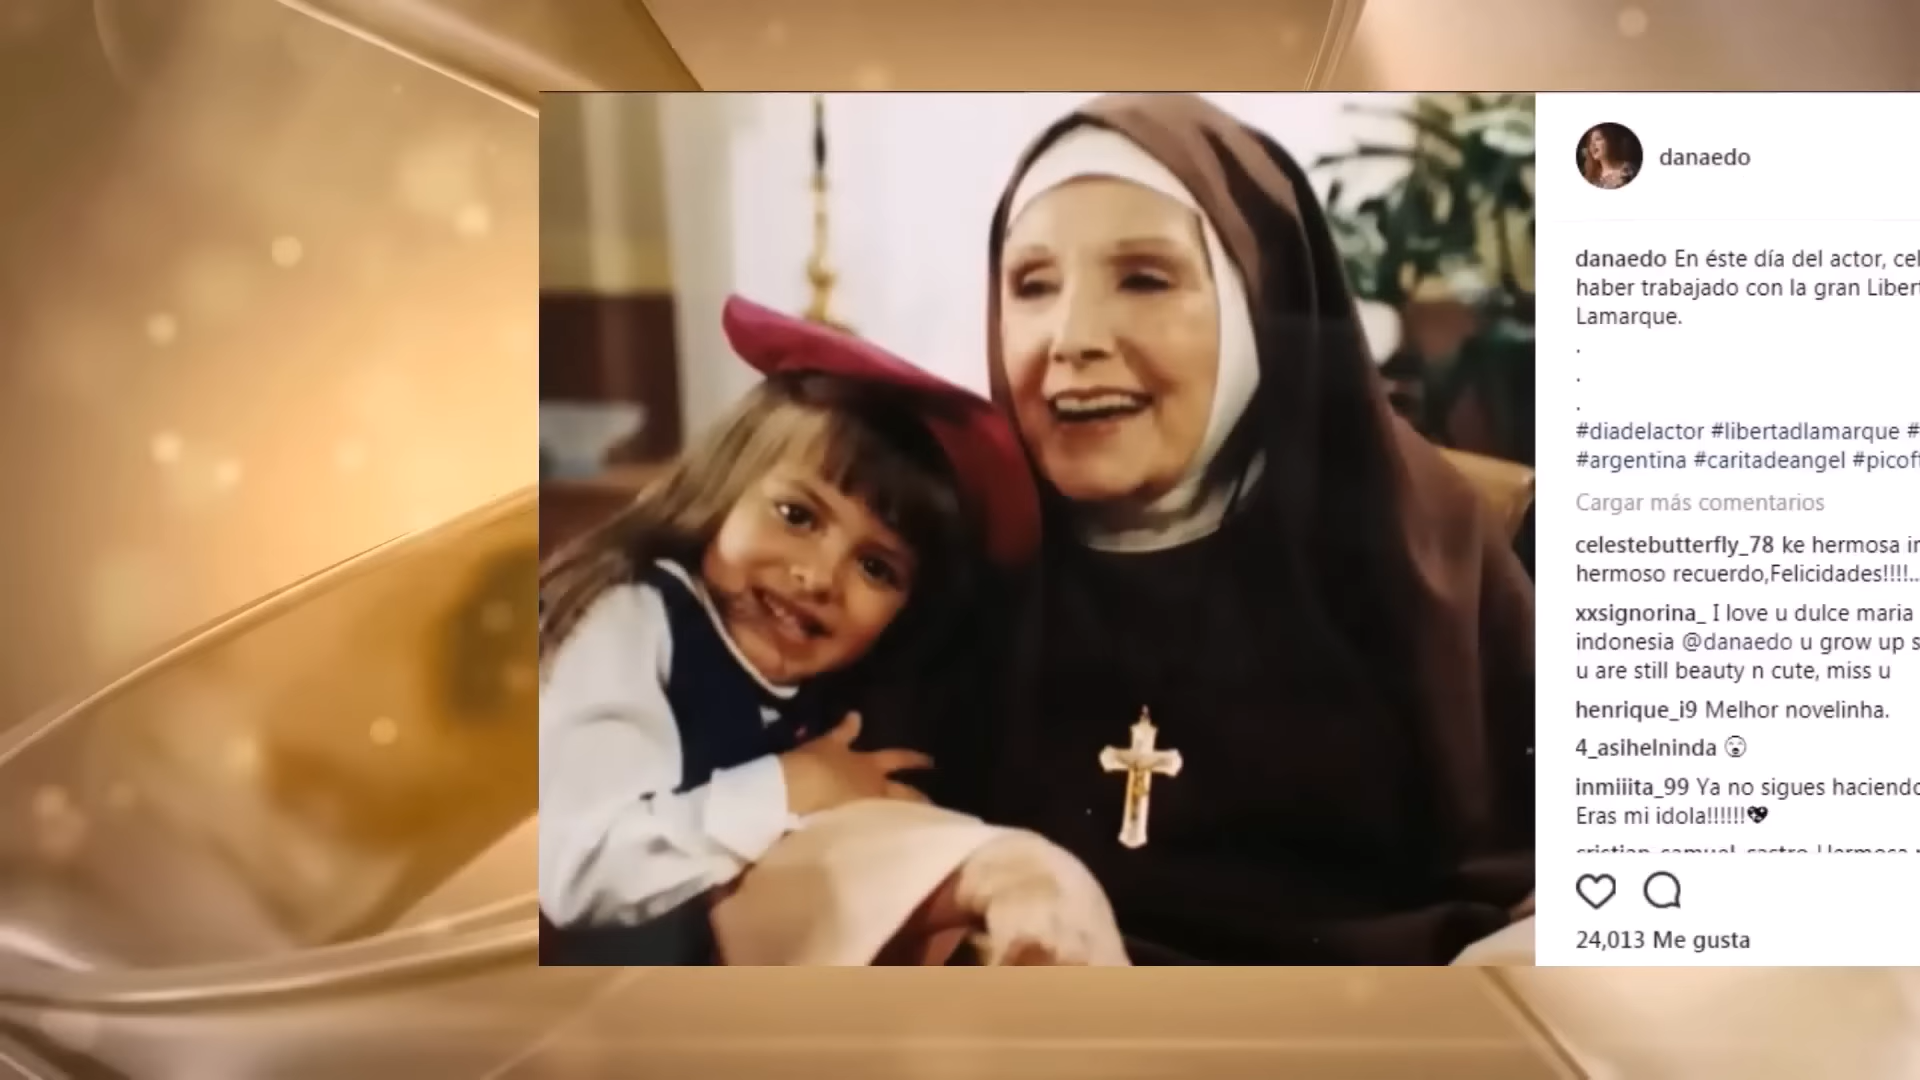 danaedo
danaedo En éste día del actor, cel
haber trabajado con la gran Libert
Lamarque.
.
.
.
#diadelactor #libertadlamarque #
#argentina #caritadeangel #picoft
Cargar más comentarios
celestebutterfly_78 ke hermosa i
hermoso recuerdo,Felicidades!!!!..
xxsignorina_ I love u dulce maria
indonesia @danaedo u grow up s
u are still beauty n cute, miss u
henrique_i9 Melhor novelinha.
4_asihelninda 😲
inmiiita_99 Ya no sigues haciendo
Eras mi idola!!!!!!💖
cristian_samuel_castro Hermosa
24,013 Me gusta